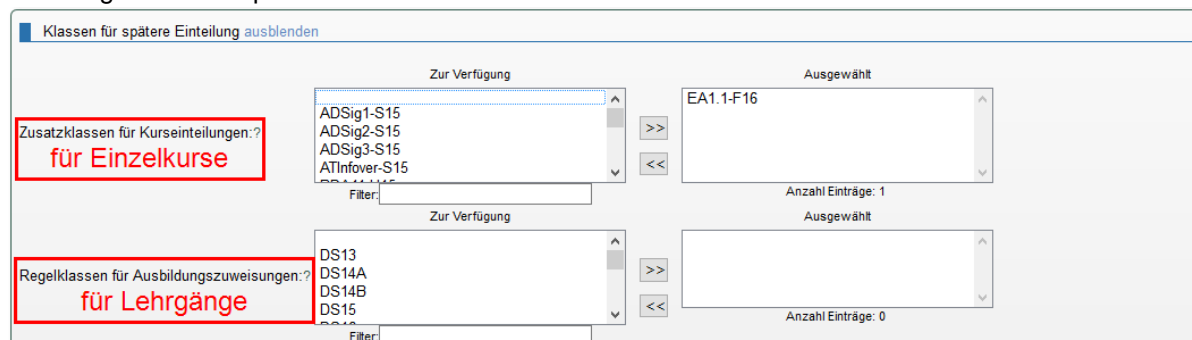 Klassen für spätere Einteilung ausblenden
Zur Verfügung
Ausgewählt
Zusatzklassen für Kurseinteilungen:?
für Einzelkurse
ADSig1-S15
ADSig2-S15
ADSig3-S15
ATInfover-S15
>>
<<
EA1.1-F16
Filter:
Anzahl Einträge: 1
Zur Verfügung
Ausgewählt
Regelklassen für Ausbildungszuweisungen:?
für Lehrgänge
DS13
DS14A
DS14B
DS15
>>
<<
Anzahl Einträge: 0
Filter: